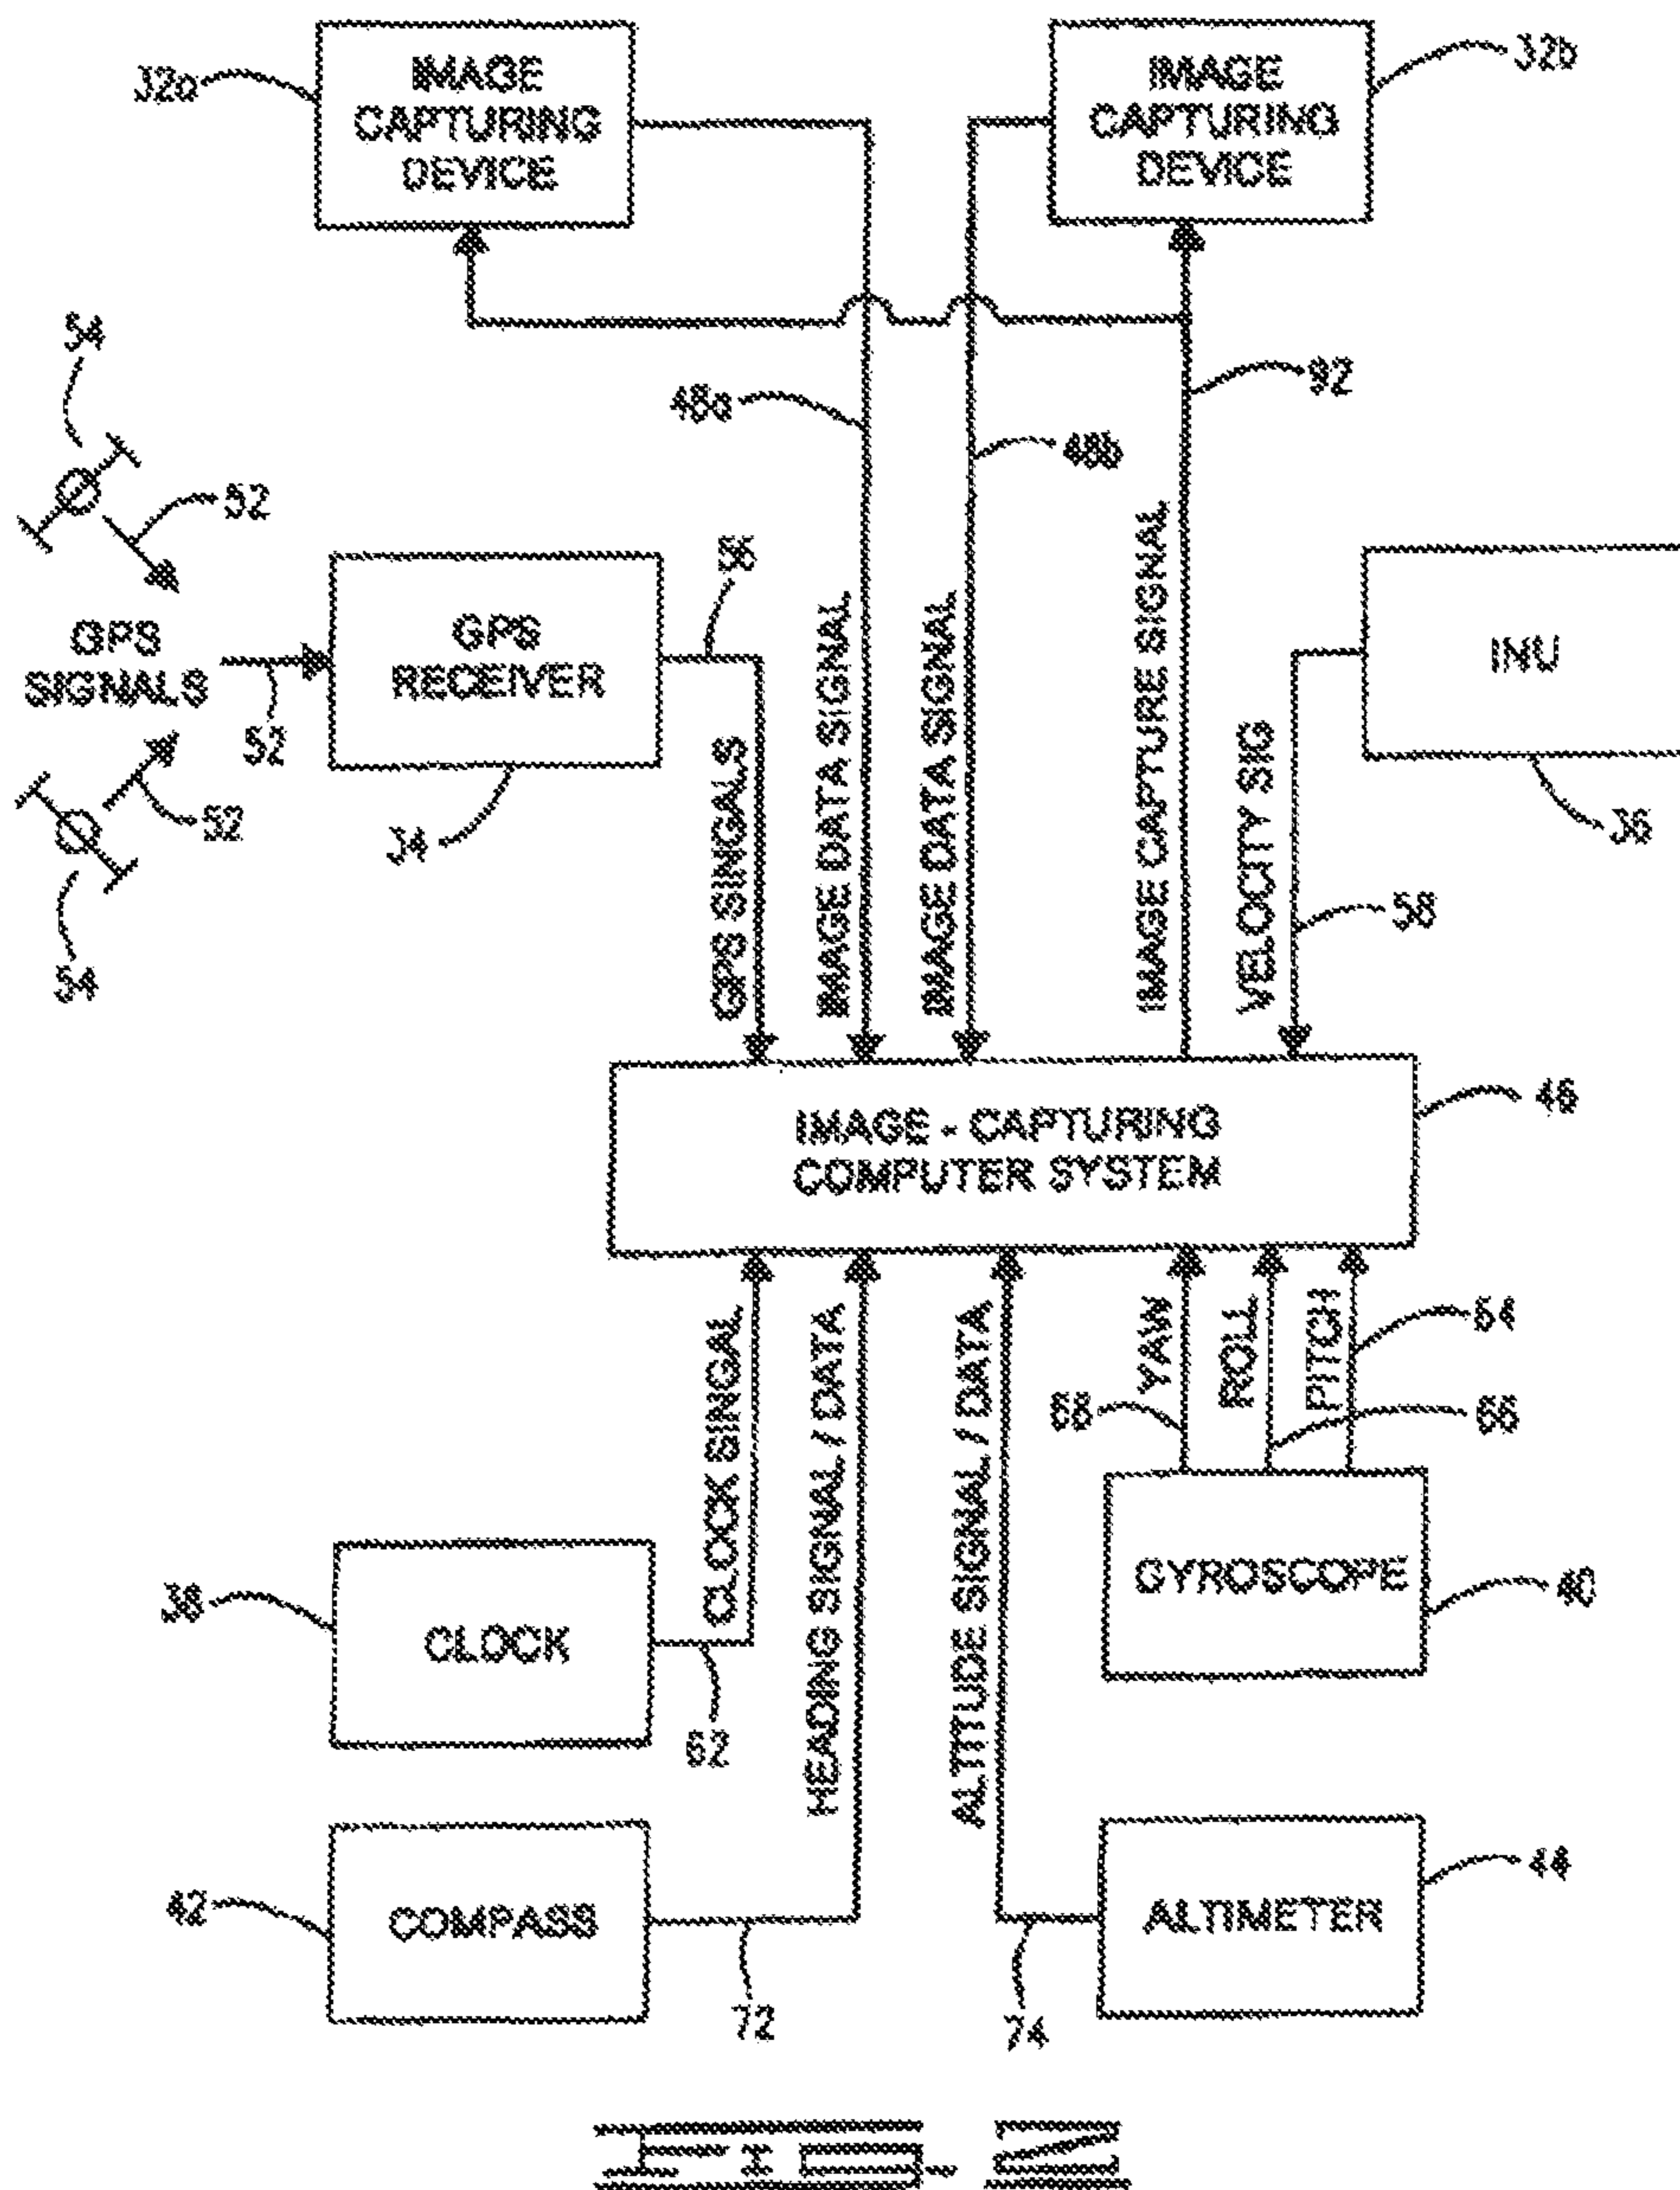 IMAGE
CAPTURING
DEVICE
32a
IMAGE
CAPTURING
DEVICE
32b
54
52
GPS
SIGNALS
52
52
54
GPS
RECEIVER
34
56
48a
48b
92
GPS SINGALS
IMAGE DATA SIGNAL
IMAGE DATA SIGNAL
IMAGE CAPTURE SIGNAL
VELOCITY SIG
INU
36
58
IMAGE - CAPTURING
COMPUTER SYSTEM
46
CLOCK SINGAL
HEADING SIGNAL / DATA
ALTITUDE SIGNAL / DATA
YAW
ROLL
PITCH
64
68
66
GYROSCOPE
40
38
CLOCK
62
42
COMPASS
72
74
ALTIMETER
44